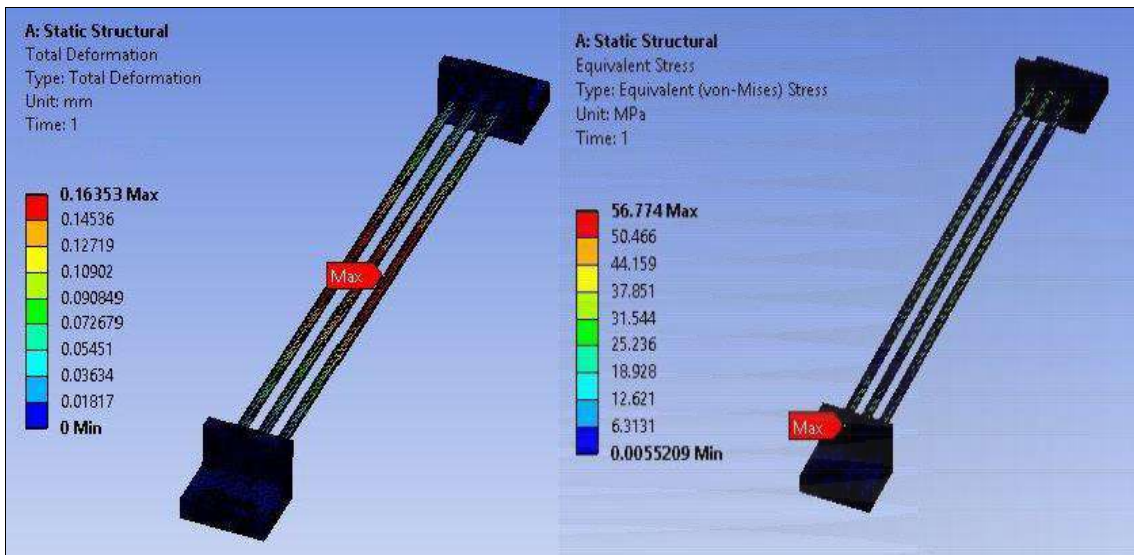 A: Static Structural
Total Deformation
Type: Total Deformation
Unit: mm
Time: 1
0.16353 Max
0.14536
0.12719
0.10902
0.090849
0.072679
0.05451
0.03634
0.01817
0 Min
Max
A: Static Structural
Equivalent Stress
Type: Equivalent (von-Mises) Stress
Unit: MPa
Time: 1
56.774 Max
50.466
44.159
37.851
31.544
25.236
18.928
12.621
6.3131
0.0055209 Min
Max